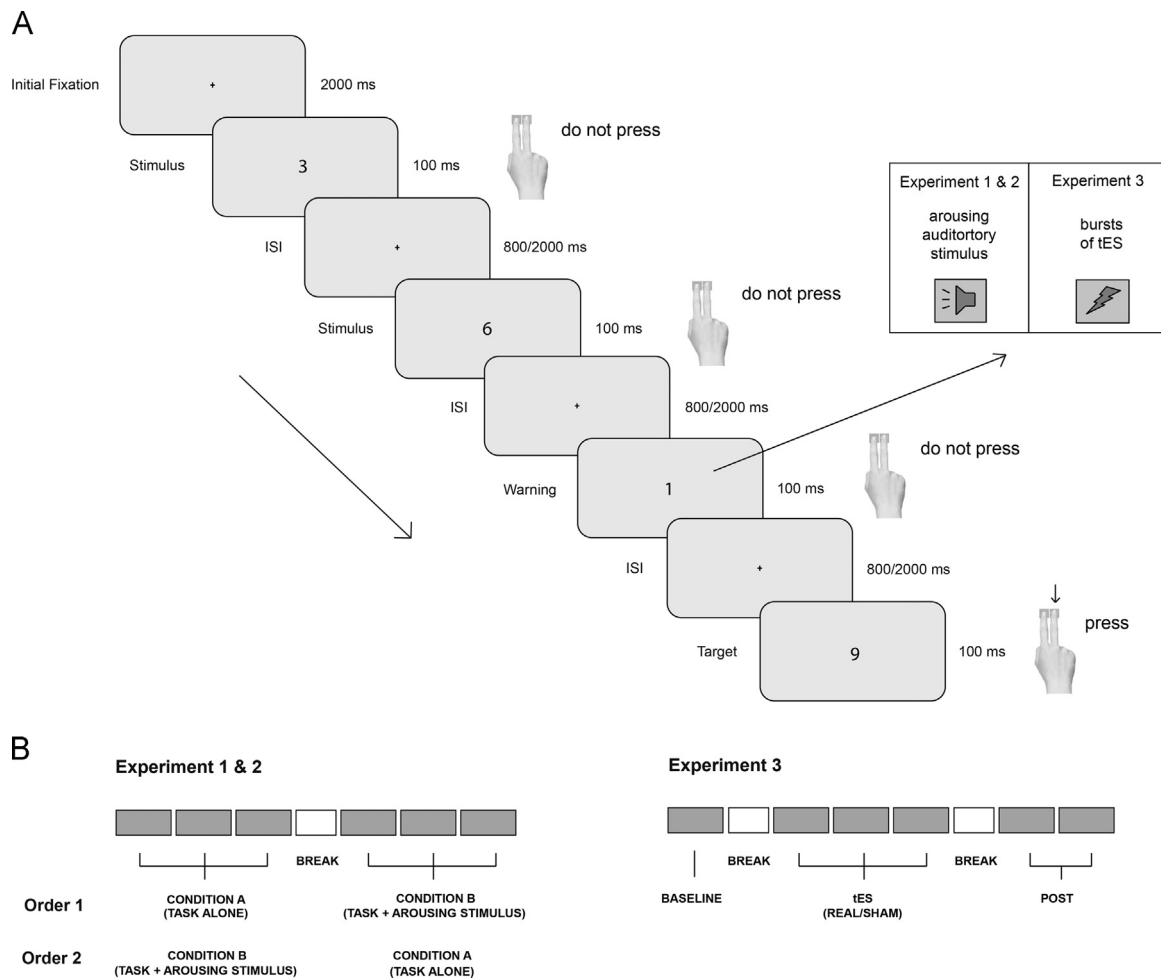 A
Initial Fixation
+
2000 ms
Stimulus
3
100 ms
do not press
ISI
+
800/2000 ms
Stimulus
6
100 ms
do not press
ISI
+
800/2000 ms
Warning
1
100 ms
do not press
ISI
+
800/2000 ms
Target
9
100 ms
press
Experiment 1 & 2
arousing
auditortory
stimulus
Experiment 3
bursts
of tES
B
Experiment 1 & 2
BREAK
Order 1
CONDITION A
(TASK ALONE)
CONDITION B
(TASK + AROUSING STIMULUS)
Order 2
CONDITION B
(TASK + AROUSING STIMULUS)
CONDITION A
(TASK ALONE)
Experiment 3
BASELINE
BREAK
tES
(REAL/SHAM)
BREAK
POST